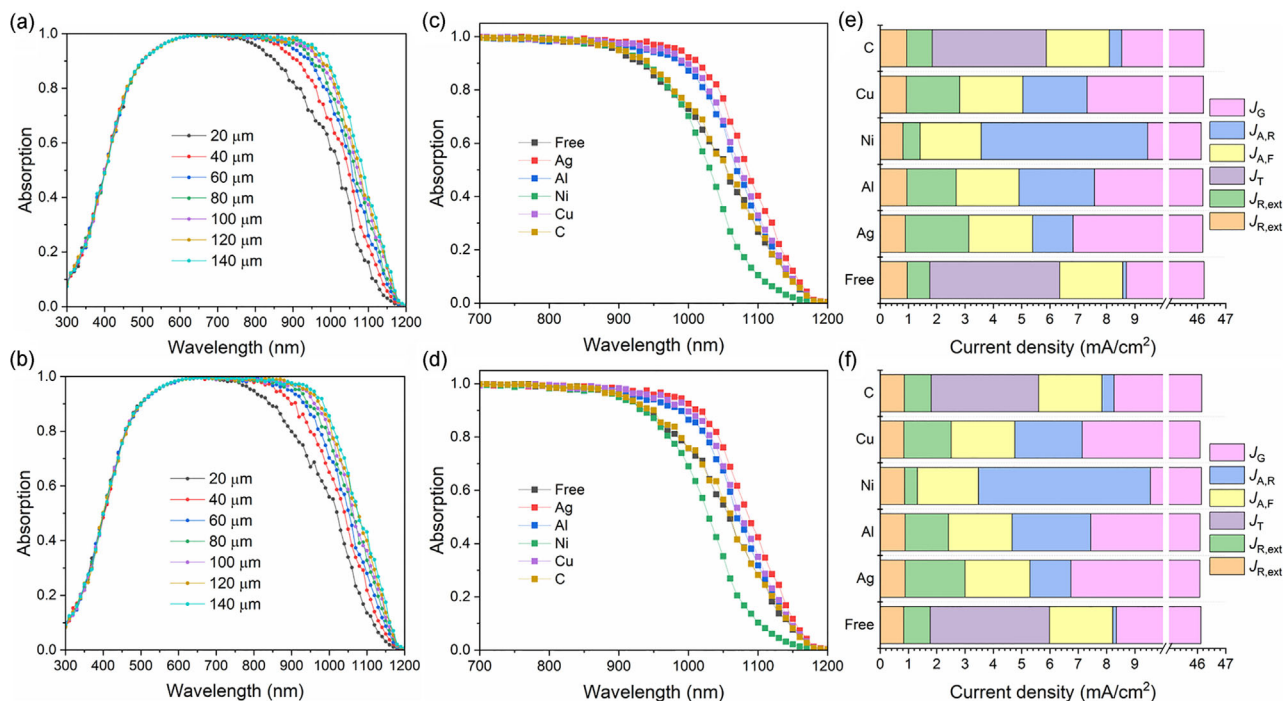 (a)
Absorption
1.0
0.8
0.6
0.4
0.2
0.0
20 μm
40 μm
60 μm
80 μm
100 μm
120 μm
140 μm
300 400 500 600 700 800 900 1000 1100 1200
Wavelength (nm)
(c)
Absorption
1.0
0.8
0.6
0.4
0.2
0.0
Free
Ag
Al
Ni
Cu
C
700 800 900 1000 1100 1200
Wavelength (nm)
(e)
C
Cu
Ni
Al
Ag
Free
0 1 2 3 4 5 6 7 8 9 46 47
Current density (mA/cm²)
J_G
J_A,R
J_A,F
J_T
J_R,ext
J_R,ext
(b)
Absorption
1.0
0.8
0.6
0.4
0.2
0.0
20 μm
40 μm
60 μm
80 μm
100 μm
120 μm
140 μm
300 400 500 600 700 800 900 1000 1100 1200
Wavelength (nm)
(d)
Absorption
1.0
0.8
0.6
0.4
0.2
0.0
Free
Ag
Al
Ni
Cu
C
700 800 900 1000 1100 1200
Wavelength (nm)
(f)
C
Cu
Ni
Al
Ag
Free
0 1 2 3 4 5 6 7 8 9 46 47
Current density (mA/cm²)
J_G
J_A,R
J_A,F
J_T
J_R,ext
J_R,ext